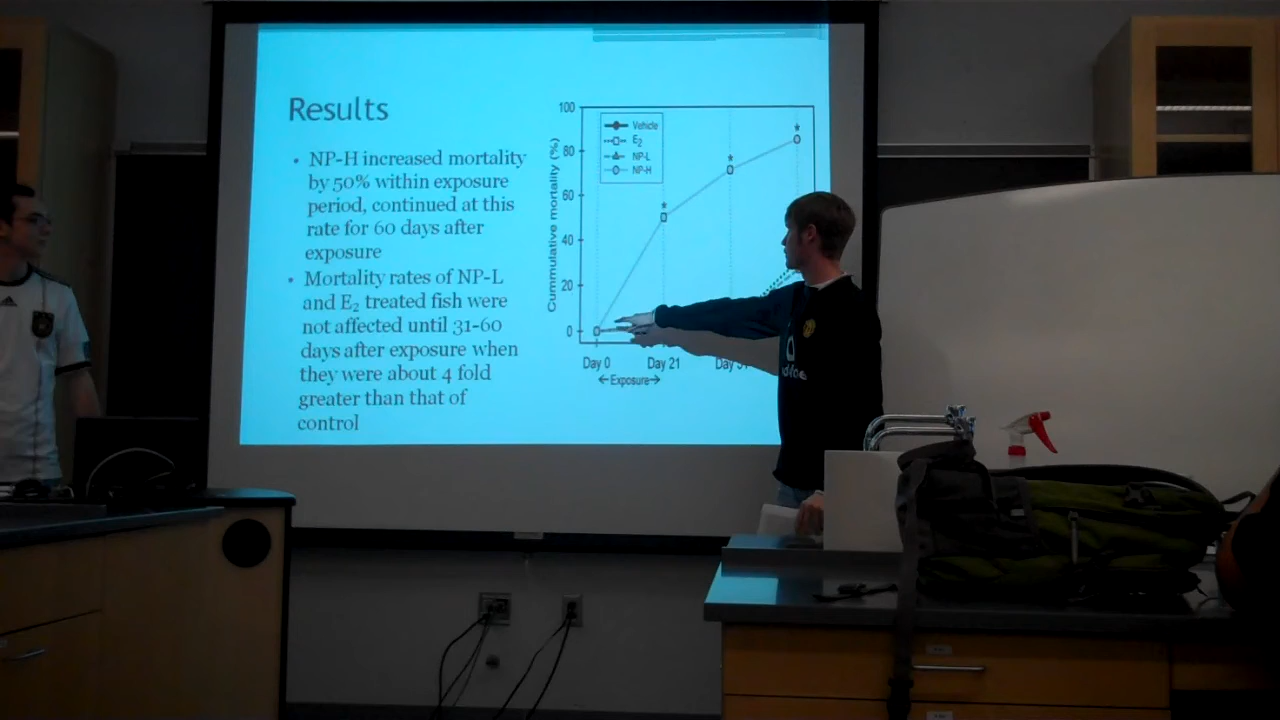 Results
• NP-H increased mortality
by 50% within exposure
period, continued at this
rate for 60 days after
exposure
• Mortality rates of NP-L
and E₂ treated fish were
not affected until 31-60
days after exposure when
they were about 4 fold
greater than that of
control
Cummulative mortality (%)
100
80
60
40
20
0
Vehicle
E₂
NP-L
NP-H
* * *
Day 0 Day 21 Day
←Exposure→